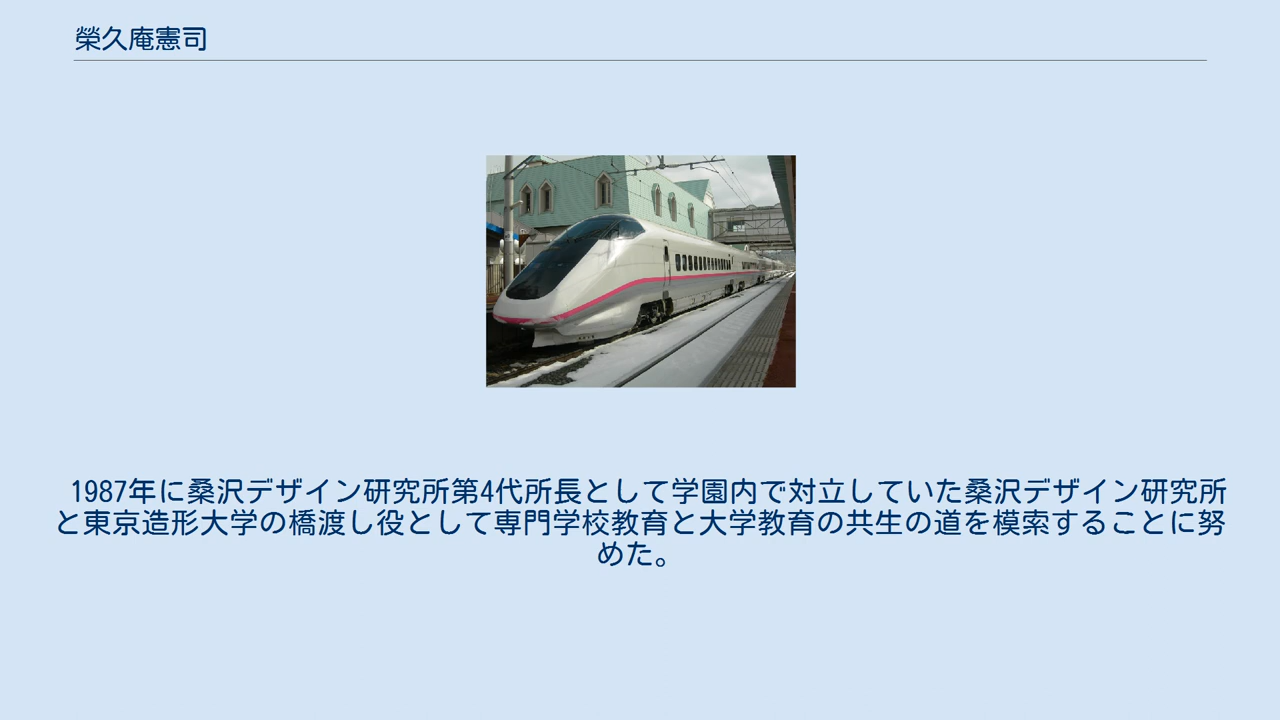 榮久庵憲司
1987年に桑沢デザイン研究所第4代所長として学園内で対立していた桑沢デザイン研究所
と東京造形大学の橋渡し役として専門学校教育と大学教育の共生の道を模索することに努
めた。